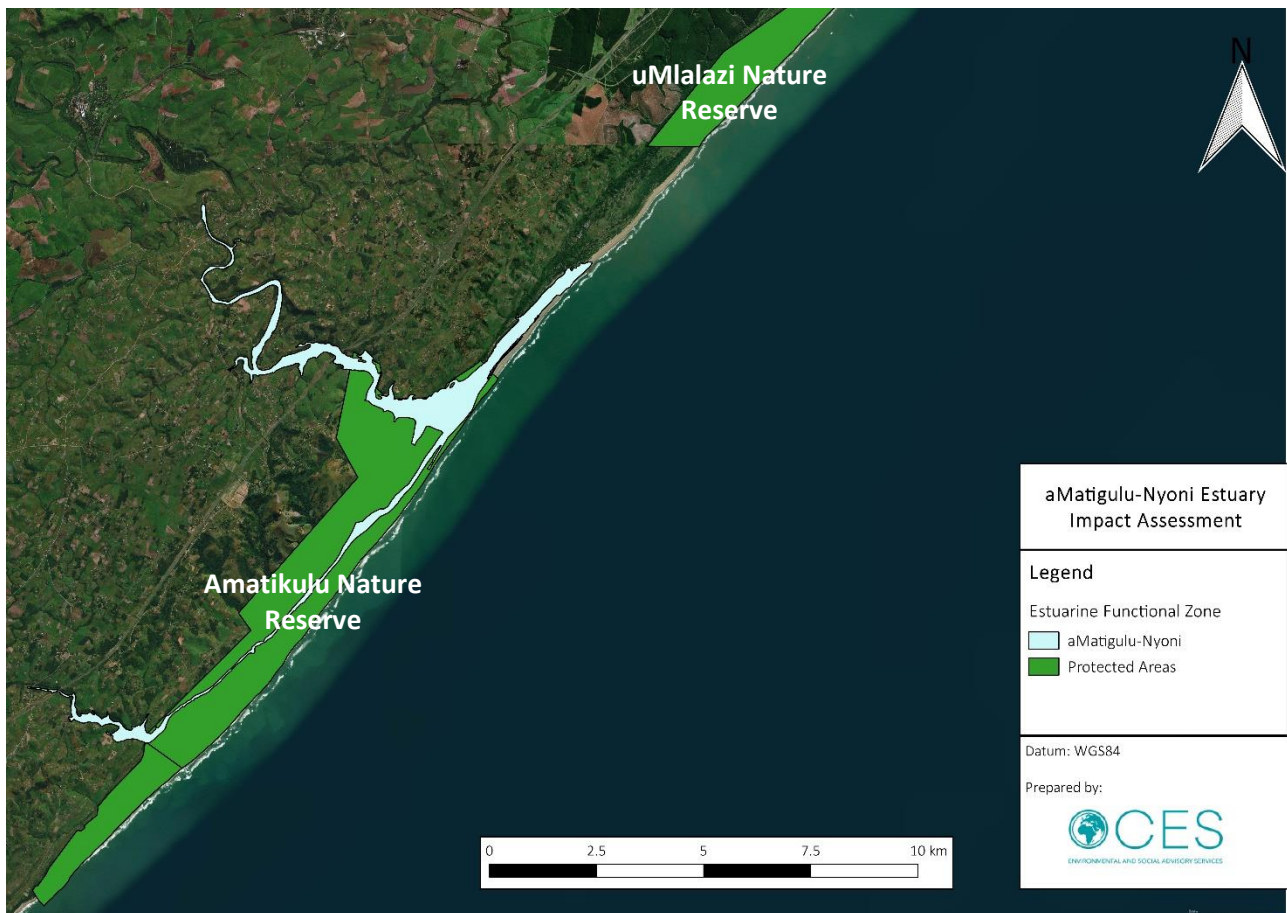 uMlalazi Nature
Reserve
N
Amatikulu Nature
Reserve
aMatigulu-Nyoni Estuary
Impact Assessment
Legend
Estuarine Functional Zone
aMatigulu-Nyoni
Protected Areas
Datum: WGS84
Prepared by:
CES
ENVIRONMENTAL AND SOCIAL ADVISORY SERVICES
0 2.5 5 7.5 10 km